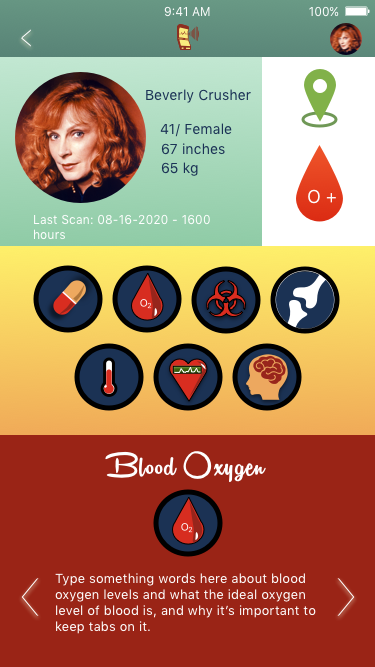 9:41 AM
100%
Beverly Crusher
41/ Female
67 inches
65 kg
O +
Last Scan: 08-16-2020 - 1600
hours
O2
Blood Oxygen
O2
Type something words here about blood
oxygen levels and what the ideal oxygen
level of blood is, and why it’s important to
keep tabs on it.